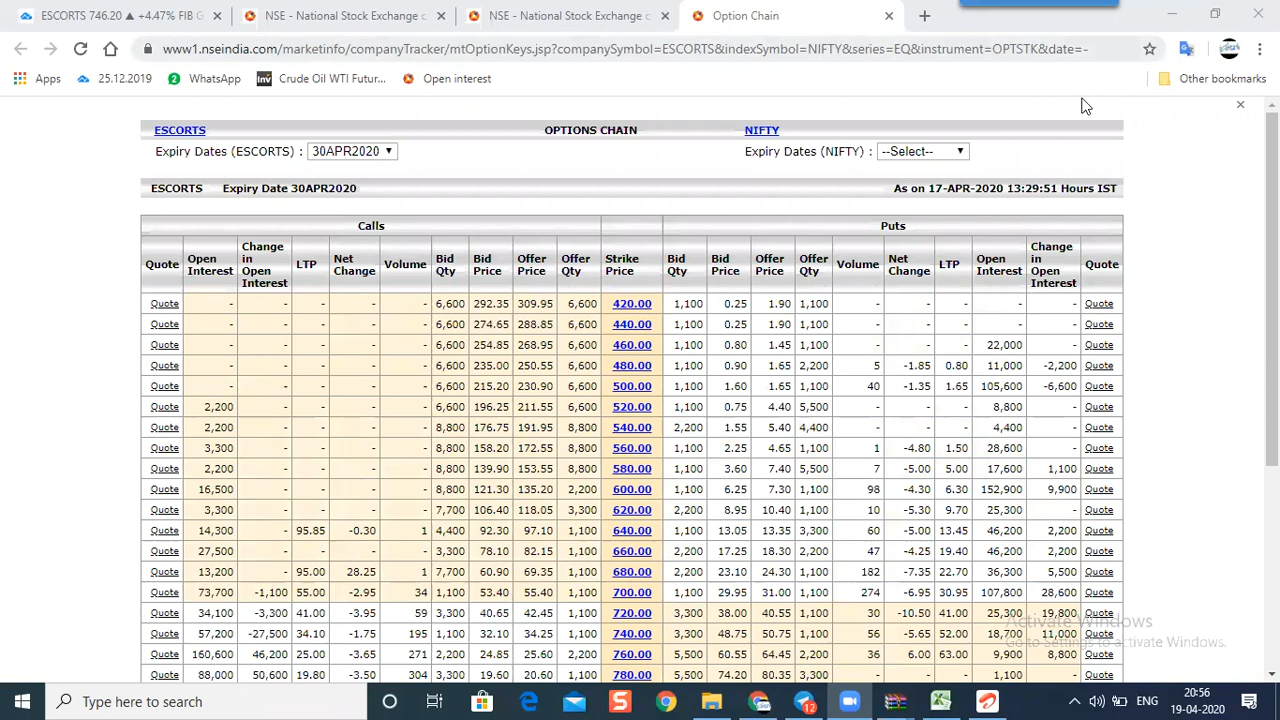 ESCORTS 746.20 ▲ +4.47% FIB G
NSE - National Stock Exchange c
NSE - National Stock Exchange c
Option Chain
www1.nseindia.com/marketinfo/companyTracker/mtOptionKeys.jsp?companySymbol=ESCORTS&indexSymbol=NIFTY&series=EQ&instrument=OPTSTK&date=-
Apps 25.12.2019 2 WhatsApp Inv Crude Oil WTI Futur... Open interest Other bookmarks
ESCORTS OPTIONS CHAIN NIFTY
Expiry Dates (ESCORTS) : 30APR2020 Expiry Dates (NIFTY) : --Select--
ESCORTS Expiry Date 30APR2020 As on 17-APR-2020 13:29:51 Hours IST
Calls Puts
Quote Open Interest Change in Open Interest LTP Net Change Volume Bid Qty Bid Price Offer Price Offer Qty Strike Price Bid Qty Bid Price Offer Price Offer Qty Volume Net Change LTP Open Interest Change in Open Interest Quote
Quote - - - - - 6,600 292.35 309.95 6,600 420.00 1,100 0.25 1.90 1,100 - - - - - Quote
Quote - - - - - 6,600 274.65 288.85 6,600 440.00 1,100 0.25 1.90 1,100 - - - - - Quote
Quote - - - - - 6,600 254.85 268.95 6,600 460.00 1,100 0.80 1.45 1,100 - - - 22,000 - Quote
Quote - - - - - 6,600 235.00 250.55 6,600 480.00 1,100 0.90 1.65 2,200 5 -1.85 0.80 11,000 -2,200 Quote
Quote - - - - - 6,600 215.20 230.90 6,600 500.00 1,100 1.60 1.65 1,100 40 -1.35 1.65 105,600 -6,600 Quote
Quote 2,200 - - - - 6,600 196.25 211.55 6,600 520.00 1,100 0.75 4.40 5,500 - - - 8,800 - Quote
Quote 2,200 - - - - 8,800 176.75 191.95 8,800 540.00 2,200 1.55 5.40 4,400 - - - 4,400 - Quote
Quote 3,300 - - - - 8,800 158.20 172.55 8,800 560.00 1,100 2.25 4.65 1,100 1 -4.80 1.50 28,600 - Quote
Quote 2,200 - - - - 8,800 139.90 153.55 8,800 580.00 1,100 3.60 7.40 5,500 7 -5.00 5.00 17,600 1,100 Quote
Quote 16,500 - - - - 8,800 121.30 135.20 2,200 600.00 1,100 6.25 7.30 1,100 98 -4.30 6.30 152,900 9,900 Quote
Quote 3,300 - - - - 7,700 106.40 118.05 3,300 620.00 2,200 8.95 10.40 1,100 10 -5.30 9.70 25,300 - Quote
Quote 14,300 - 95.85 -0.30 1 4,400 92.30 97.10 1,100 640.00 1,100 13.05 13.35 3,300 60 -5.00 13.45 46,200 2,200 Quote
Quote 27,500 - - - - 3,300 78.10 82.15 1,100 660.00 2,200 17.25 18.30 1,100 47 -4.25 19.40 46,200 2,200 Quote
Quote 13,200 - 95.00 28.25 1 7,700 60.90 69.35 1,100 680.00 2,200 23.10 24.30 1,100 182 -7.35 22.70 36,300 5,500 Quote
Quote 73,700 -1,100 55.00 -2.95 34 1,100 53.40 55.40 1,100 700.00 1,100 29.95 31.00 1,100 274 -6.95 30.95 107,800 28,600 Quote
Quote 34,100 -3,300 41.00 -3.95 59 3,300 40.65 42.45 1,100 720.00 3,300 38.00 40.55 1,100 30 -10.50 41.00 25,300 19,800 Quote
Quote 57,200 -27,500 34.10 -1.75 195 1,100 32.10 34.25 1,100 740.00 3,300 48.75 50.75 1,100 56 -5.65 52.00 18,700 11,000 Quote
Quote 160,600 46,200 25.00 -3.65 717 2,200 24.85 25.60 2,200 760.00 5,500 60.55 64.45 2,200 36 6.00 63.00 9,900 8,800 Quote
Quote 88,000 50,600 19.80 -3.50 304 1,100 19.60 20.60 1,100 780.00 5,500 74.20 80.35 3,300 - - - 1,100 - Quote
Activate Windows
Go to Settings to activate Windows.
Type here to search 12 ENG 20:56
19-04-2020